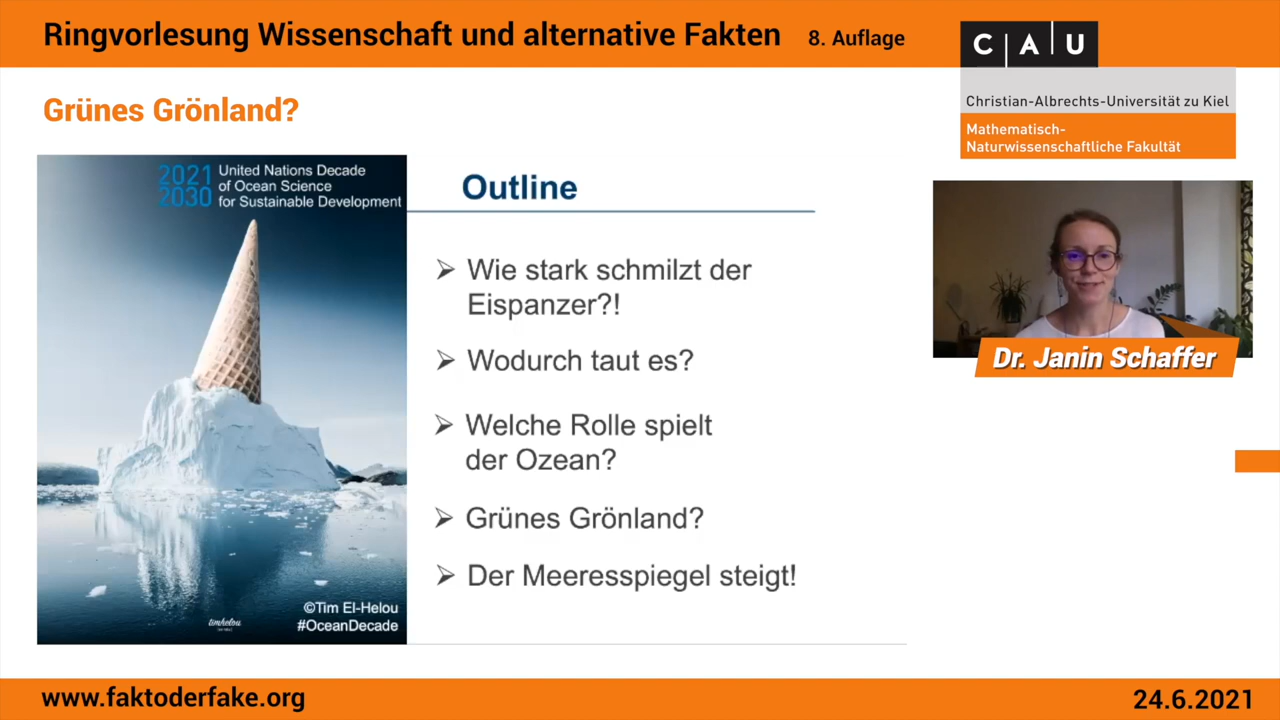 Ringvorlesung Wissenschaft und alternative Fakten 8. Auflage
C A U
Christian-Albrechts-Universität zu Kiel
Mathematisch-
Naturwissenschaftliche Fakultät
Grünes Grönland?
2021
2030
United Nations Decade
of Ocean Science
for Sustainable Development
Outline
Wie stark schmilzt der
Eispanzer?!
Wodurch taut es?
Welche Rolle spielt
der Ozean?
Grünes Grönland?
Der Meeresspiegel steigt!
timhelou
©Tim El-Helou
#OceanDecade
Dr. Janin Schaffer
www.faktoderfake.org
24.6.2021